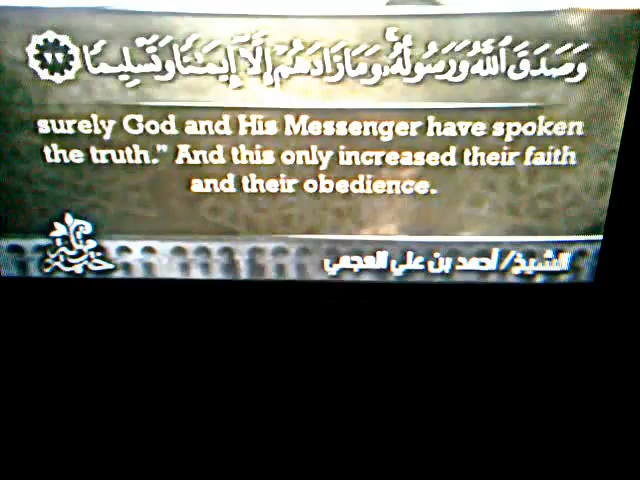 وَصَدَقَ ٱللَّهُ وَرَسُولُهُۥ وَمَا زَادَهُمْ إِلَّآ إِيمَٰنًا وَتَسْلِيمًا
surely God and His Messenger have spoken
the truth." And this only increased their faith
and their obedience.
الشيخ/ أحمد بن علي العجمي